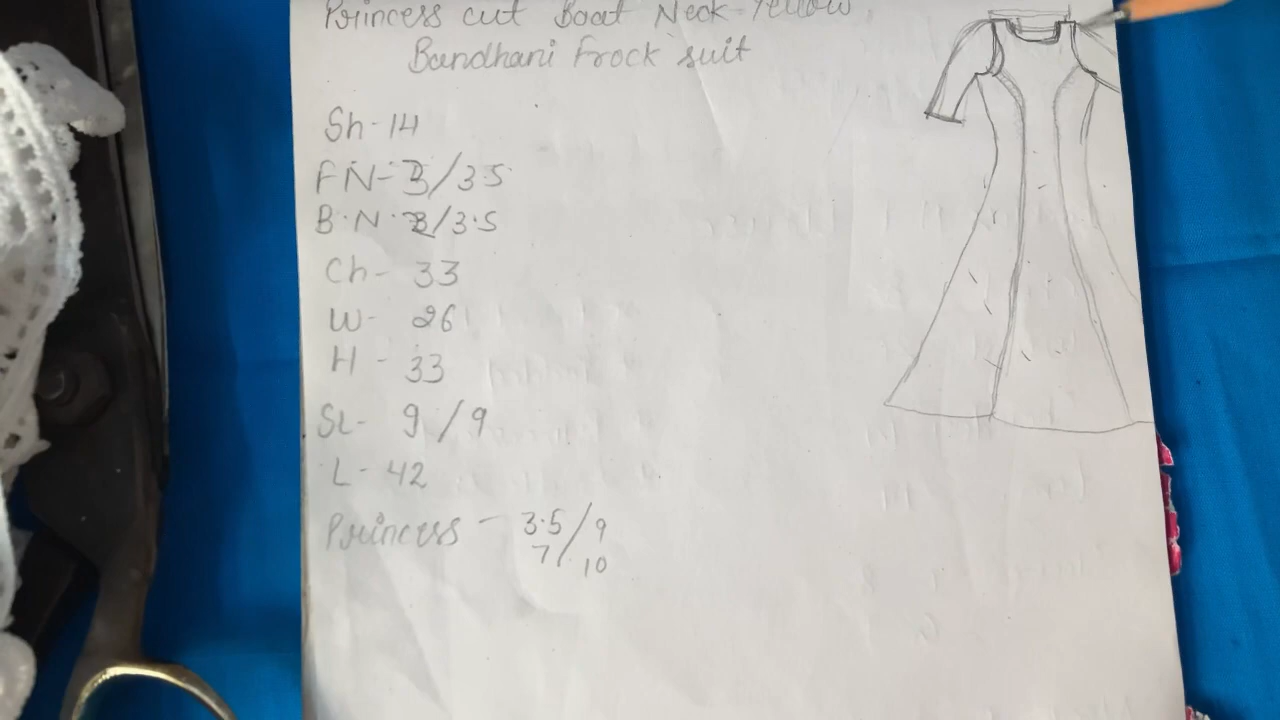 Princess cut Boat Neck Yellow
Bandhani Frock suit
Sh - 14
FN - 3/3.5
B.N. 3/3.5
Ch - 33
W - 26
H - 33
SL - 9/9
L - 42
Princess - 3.5/9
7/10